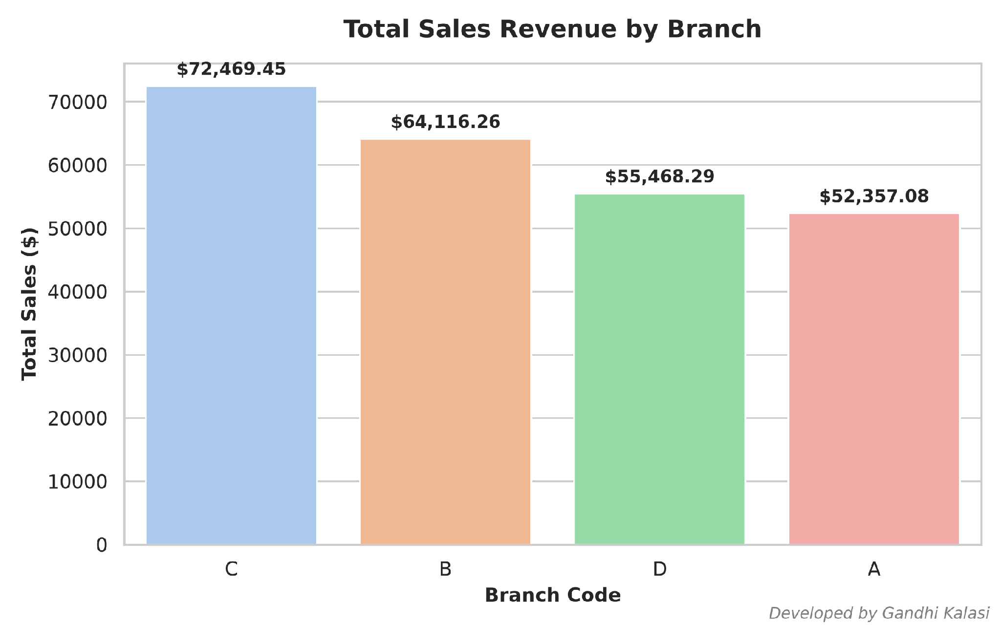 Total Sales Revenue by Branch
$72,469.45
$64,116.26
$55,468.29
$52,357.08
70000
60000
50000
40000
30000
20000
10000
0
Total Sales ($)
C B D A
Branch Code
Developed by Gandhi Kalasi